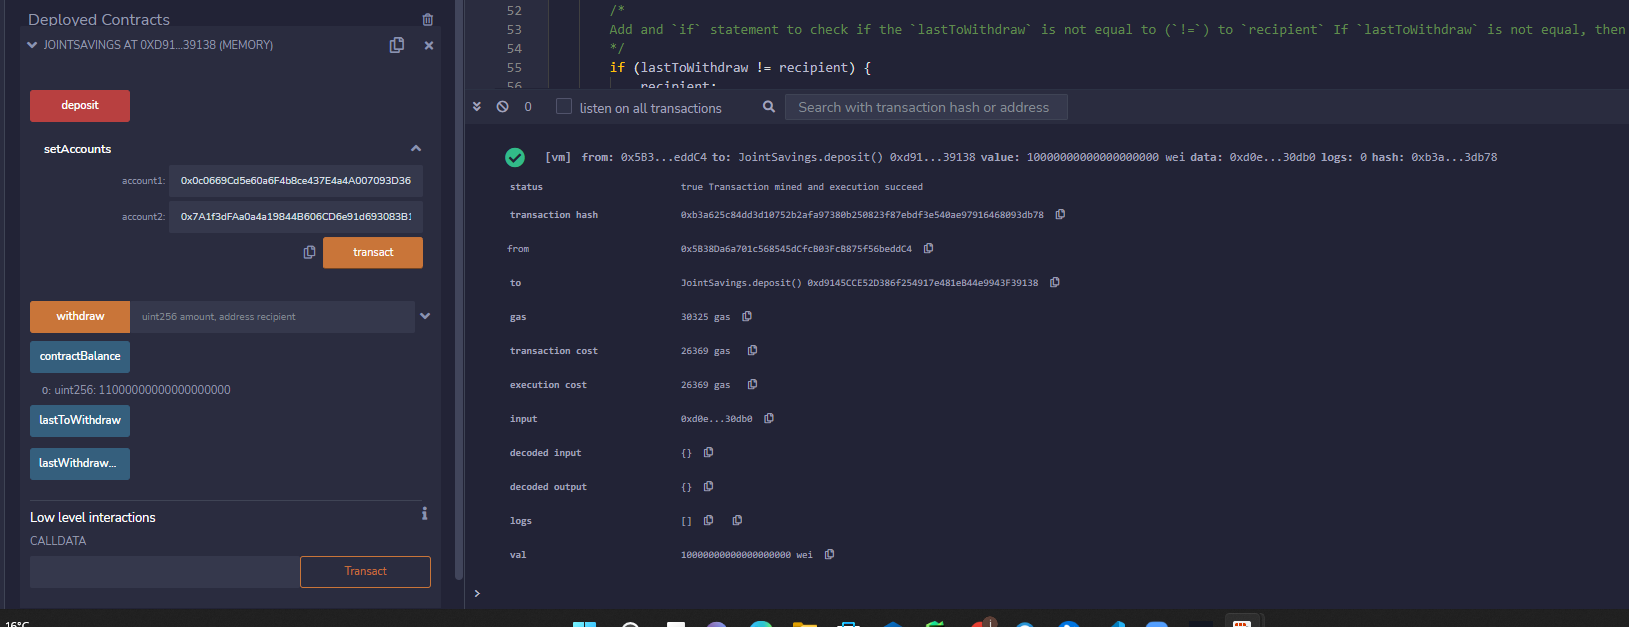 Deployed Contracts
JOINTSAVINGS AT 0XD91...39138 (MEMORY)
deposit
setAccounts
account1: 0x0c0669Cd5e60a6F4b8ce437E4a4A007093D36
account2: 0x7A1f3dFAa0a4a19844B606CD6e91d693083B1
transact
withdraw uint256 amount, address recipient
contractBalance
0: uint256: 11000000000000000000
lastToWithdraw
lastWithdraw...
Low level interactions
i
CALLDATA
Transact
52 /*
53 Add and `if` statement to check if the `lastToWithdraw` is not equal to (`!=`) to `recipient` If `lastToWithdraw` is not equal, then
54 */
55 if (lastToWithdraw != recipient) {
56 recipient;
0 listen on all transactions Search with transaction hash or address
[vm] from: 0x5B3...eddC4 to: JointSavings.deposit() 0xd91...39138 value: 10000000000000000000 wei data: 0xd0e...30db0 logs: 0 hash: 0xb3a...3db78
status true Transaction mined and execution succeed
transaction hash 0xb3a625c84dd3d10752b2afa97380b250823f87ebdf3e540ae97916468093db78
from 0x5B38Da6a701c568545dCfcB03FcB875f56beddC4
to JointSavings.deposit() 0xd9145CCE52D386f254917e481eB44e9943F39138
gas 30325 gas
transaction cost 26369 gas
execution cost 26369 gas
input 0xd0e...30db0
decoded input {}
decoded output {}
logs []
val 10000000000000000000 wei
>
16°C